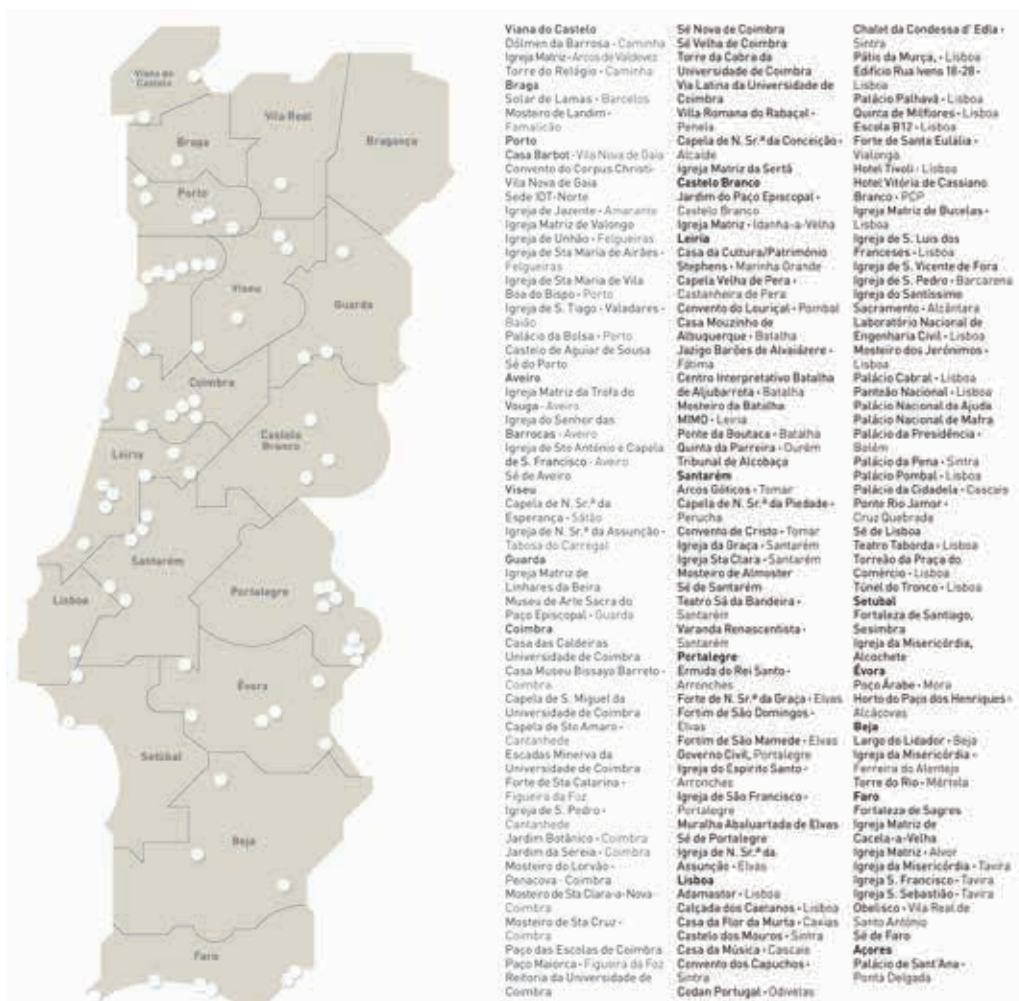 Viana do Castelo
Braga
Vila Real
Bragança
Porto
Viseu
Guarda
Coimbra
Castelo
Branco
Leiria
Santarém
Lisboa
Portalegre
Évora
Setúbal
Beja
Faro
Viana do Castelo
Dólmen da Barrosa - Caminha
Igreja Matriz - Arcos de Valdevez
Torre do Relógio - Caminha
Braga
Solar de Lamas - Barcelos
Mosteiro de Landim -
Famalicão
Porto
Casa Barbot - Vila Nova de Gaia
Convento do Corpus Christi-
Vila Nova de Gaia
Sede IDT-Norte
Igreja de Jazente - Amarante
Igreja Matriz de Valongo
Igreja de Unhão - Felgueiras
Igreja de Sta Maria de Airães -
Felgueiras
Igreja de Sta Maria de Vila
Boa do Bispo - Porto
Igreja de S. Tiago - Valadares -
Baião
Palácio da Bolsa - Porto
Castelo de Aguiar de Sousa
Sé do Porto
Aveiro
Igreja Matriz da Trofa do
Vouga - Aveiro
Igreja do Senhor das
Barrocas - Aveiro
Igreja de Sto António e Capela
de S. Francisco - Aveiro
Sé de Aveiro
Viseu
Capela de N. Sr.ª da
Esperança - Sátão
Igreja de N. Sr.ª da Assunção -
Tabosa do Carregal
Guarda
Igreja Matriz de
Linhares da Beira
Museu de Arte Sacra do
Paço Episcopal - Guarda
Coimbra
Casa das Caldeiras
Universidade de Coimbra
Casa Museu Bissaya Barreto -
Coimbra
Capela de S. Miguel da
Universidade de Coimbra
Capela de Sto Amaro -
Cantanhede
Escadas Minerva da
Universidade de Coimbra
Forte de Sta Catarina -
Figueira da Foz
Igreja de S. Pedro -
Cantanhede
Jardim Botânico - Coimbra
Jardim da Sereia - Coimbra
Mosteiro do Lorvão -
Penacova - Coimbra
Mosteiro de Sta Clara-a-Nova -
Coimbra
Mosteiro de Sta Cruz -
Coimbra
Paço das Escolas de Coimbra
Paço Maiorca - Figueira da Foz
Reitoria da Universidade de
Coimbra
Sé Nova de Coimbra
Sé Velha de Coimbra
Torre da Cabra da
Universidade de Coimbra
Via Latina da Universidade de
Coimbra
Villa Romana do Rabaçal -
Penela
Capela de N. Sr.ª da Conceição -
Alcaide
Igreja Matriz da Sertã
Castelo Branco
Jardim do Paço Episcopal -
Castelo Branco
Igreja Matriz - Idanha-a-Velha
Leiria
Casa da Cultura/Património
Stephens - Marinha Grande
Capela Velha de Pera -
Castanheira de Pera
Convento do Louriçal - Pombal
Casa Mouzinho de
Albuquerque - Batalha
Jazigo Barões de Alvaiázere -
Fátima
Centro Interpretativo Batalha
de Aljubarrota - Batalha
Mosteiro da Batalha
MIMO - Leiria
Ponte da Boutaca - Batalha
Quinta da Parreira - Ourém
Tribunal de Alcobaça
Santarém
Arcos Góticos - Tomar
Capela de N. Sr.ª da Piedade -
Perucha
Convento de Cristo - Tomar
Igreja da Graça - Santarém
Igreja Sta Clara - Santarém
Mosteiro de Almoster
Sé de Santarém
Teatro Sá da Bandeira -
Santarém
Varanda Renascentista -
Santarém
Portalegre
Ermida do Rei Santo -
Arronches
Forte de N. Sr.ª da Graça - Elvas
Fortim de São Domingos -
Elvas
Fortim de São Mamede - Elvas
Governo Civil, Portalegre
Igreja do Espirito Santo -
Arronches
Igreja de São Francisco -
Portalegre
Muralha Abaluartada de Elvas
Sé de Portalegre
Igreja de N. Sr.ª da
Assunção - Elvas
Lisboa
Adamastor - Lisboa
Calçada dos Caetanos - Lisboa
Casa da Flor da Murta - Caxias
Castelo dos Mouros - Sintra
Casa da Música - Cascais
Convento dos Capuchos -
Sintra
Codan Portugal - Odivelas
Chalet da Condessa d' Edla -
Sintra
Pátio da Murça, - Lisboa
Edifício Rua Ivens 18-28 -
Lisboa
Palácio Palhavã - Lisboa
Quinta de Milflores - Lisboa
Escola B12 - Lisboa
Forte de Santa Eulália -
Vialonga
Hotel Tivoli - Lisboa
Hotel Vitória de Cassiano
Branco - PCP
Igreja Matriz de Bucelas -
Lisboa
Igreja de S. Luis dos
Franceses - Lisboa
Igreja de S. Vicente de Fora
Igreja de S. Pedro - Barcarena
Igreja do Santíssimo
Sacramento - Alcântara
Laboratório Nacional de
Engenharia Civil - Lisboa
Mosteiro dos Jerónimos -
Lisboa
Palácio Cabral - Lisboa
Panteão Nacional - Lisboa
Palácio Nacional da Ajuda
Palácio Nacional de Mafra
Palácio da Presidência -
Belém
Palácio da Pena - Sintra
Palácio Pombal - Lisboa
Palácio da Cidadela - Cascais
Ponte Rio Jamor -
Cruz Quebrada
Sé de Lisboa
Teatro Taborda - Lisboa
Torreão da Praça do
Comércio - Lisboa
Túnel do Tronco - Lisboa
Setubal
Fortaleza de Santiago,
Sesimbra
Igreja da Misericórdia,
Alcochete
Évora
Poço Árabe - Mora
Horto do Paço dos Henriques -
Alcáçovas
Beja
Largo do Lidador - Beja
Igreja da Misericórdia -
Ferreira do Alentejo
Torre do Rio - Mértola
Faro
Fortaleza de Sagres
Igreja Matriz de
Cacela-a-Velha
Igreja Matriz - Alvor
Igreja da Misericórdia - Tavira
Igreja S. Francisco - Tavira
Igreja S. Sebastião - Tavira
Obelisco - Vila Real de
Santo António
Sé de Faro
Açores
Palácio de Sant'Ana -
Ponta Delgada